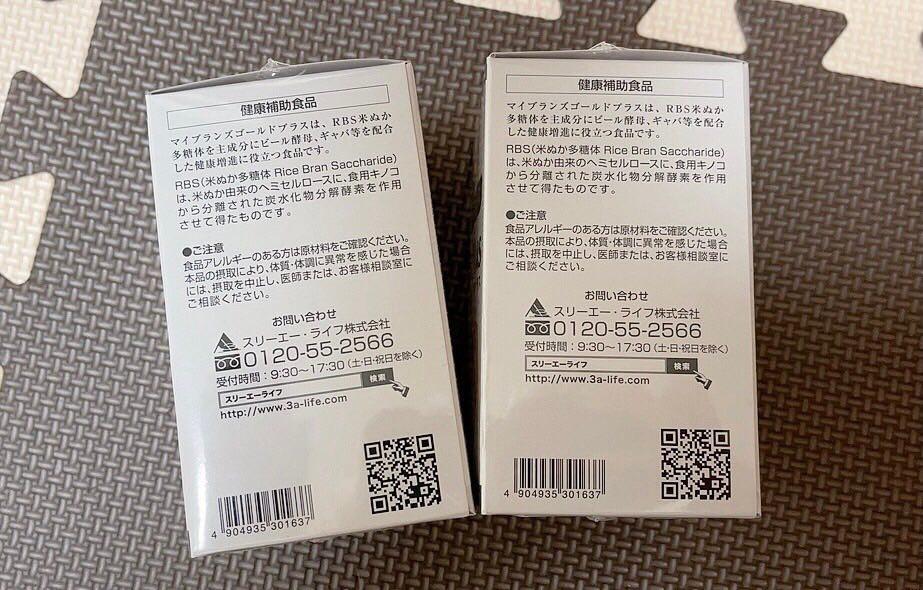 健康補助食品
マイブランズゴールドプラスは、RBS米ぬか
多糖体を主成分にビール酵母、ギャバ等を配合
した健康増進に役立つ食品です。
RBS(米ぬか多糖体 Rice Bran Saccharide)
は、米ぬか由来のヘミセルロースに、食用キノコ
から分離された炭水化物分解酵素を作用
させて得たものです。
●ご注意
食品アレルギーのある方は原材料をご確認ください。
本品の摂取により、体質・体調に異常を感じた場合
には、摂取を中止し、医師または、お客様相談室に
ご相談ください。
お問い合わせ
スリーエー・ライフ株式会社
0120-55-2566
受付時間:9:30〜17:30(土・日・祝日を除く)
スリーエーライフ 検索
http://www.3a-life.com
4 904935 301637
健康補助食品
マイブランズゴールドプラスは、RBS米ぬか
多糖体を主成分にビール酵母、ギャバ等を配合
した健康増進に役立つ食品です。
RBS(米ぬか多糖体 Rice Bran Saccharide)
は、米ぬか由来のヘミセルロースに、食用キノコ
から分離された炭水化物分解酵素を作用
させて得たものです。
●ご注意
食品アレルギーのある方は原材料をご確認ください。
本品の摂取により、体質・体調に異常を感じた場合
には、摂取を中止し、医師または、お客様相談室に
ご相談ください。
お問い合わせ
スリーエー・ライフ株式会社
0120-55-2566
受付時間:9:30〜17:30(土・日・祝日を除く)
スリーエーライフ 検索
http://www.3a-life.com
4 904935 301637